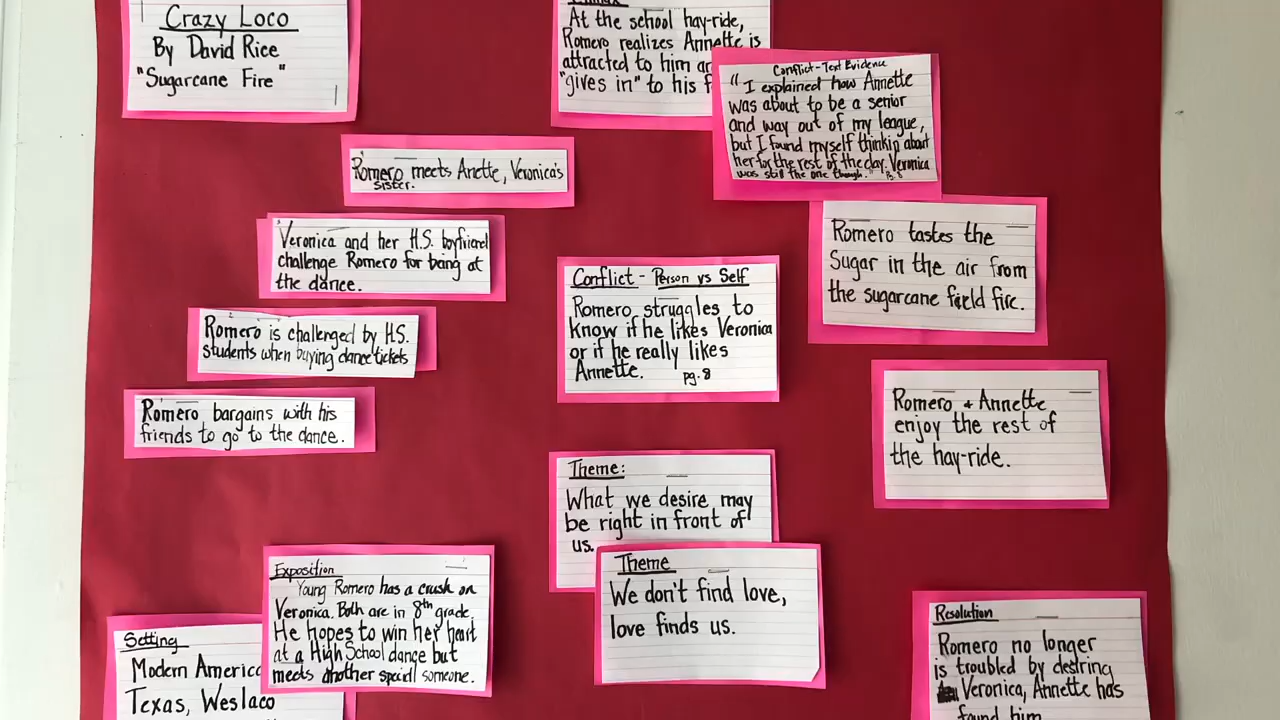 Crazy Loco
By David Rice
"Sugarcane Fire"
At the school hay-ride,
Romero realizes Annette is
attracted to him
"gives in" to his
Conflict-Text Evidence
"I explained how Annette
was about to be a senior
and way out of my league,
but I found myself thinkin about
her for the rest of the day. Veronica
was still the one though." Pg 8
Romero meets Anette, Veronica's
sister.
Veronica and her H.S. boyfriend
challenge Romero for being at
the dance.
Romero is challenged by H.S.
students when buying dance tickets
Romero bargains with his
friends to go to the dance.
Conflict - Person vs Self
Romero struggles to
know if he likes Veronica
or if he really likes
Annette. pg. 8
Romero tastes the
Sugar in the air from
the sugarcane field fire.
Romero + Annette
enjoy the rest of
the hay-ride.
Theme:
What we desire may
be right in front of
us.
Theme
We don't find love,
love finds us.
Exposition
Young Romero has a crush on
Veronica. Both are in 8th grade.
He hopes to win her heart
at a High School dance but
meets another special someone.
Setting
Modern America
Texas, Weslaco
Resolution
Romero no longer
is troubled by desiring
Veronica, Annette has
found him